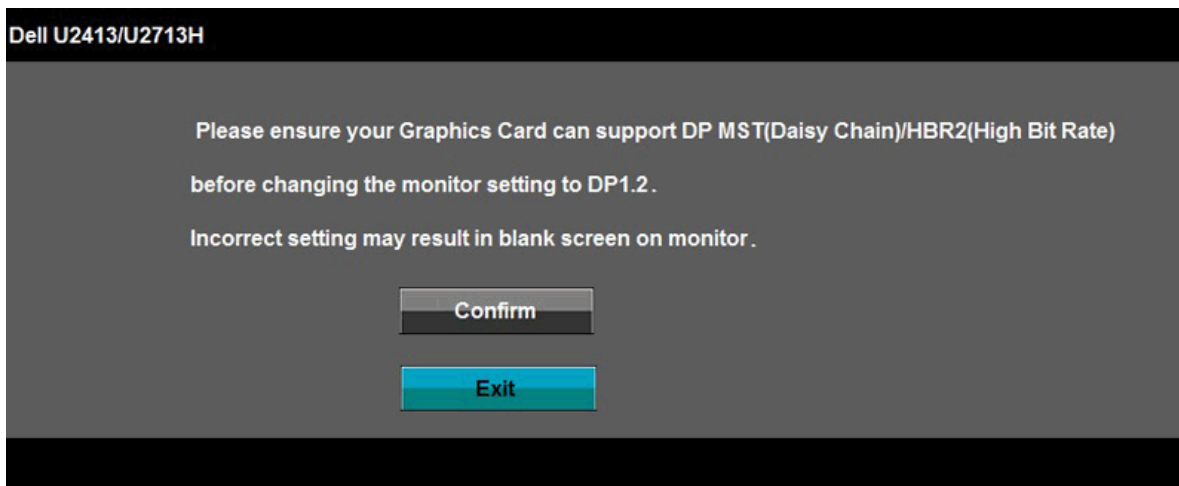 Dell U2413/U2713H
Please ensure your Graphics Card can support DP MST(Daisy Chain)/HBR2(High Bit Rate)
before changing the monitor setting to DP1.2.
Incorrect setting may result in blank screen on monitor.
Confirm
Exit